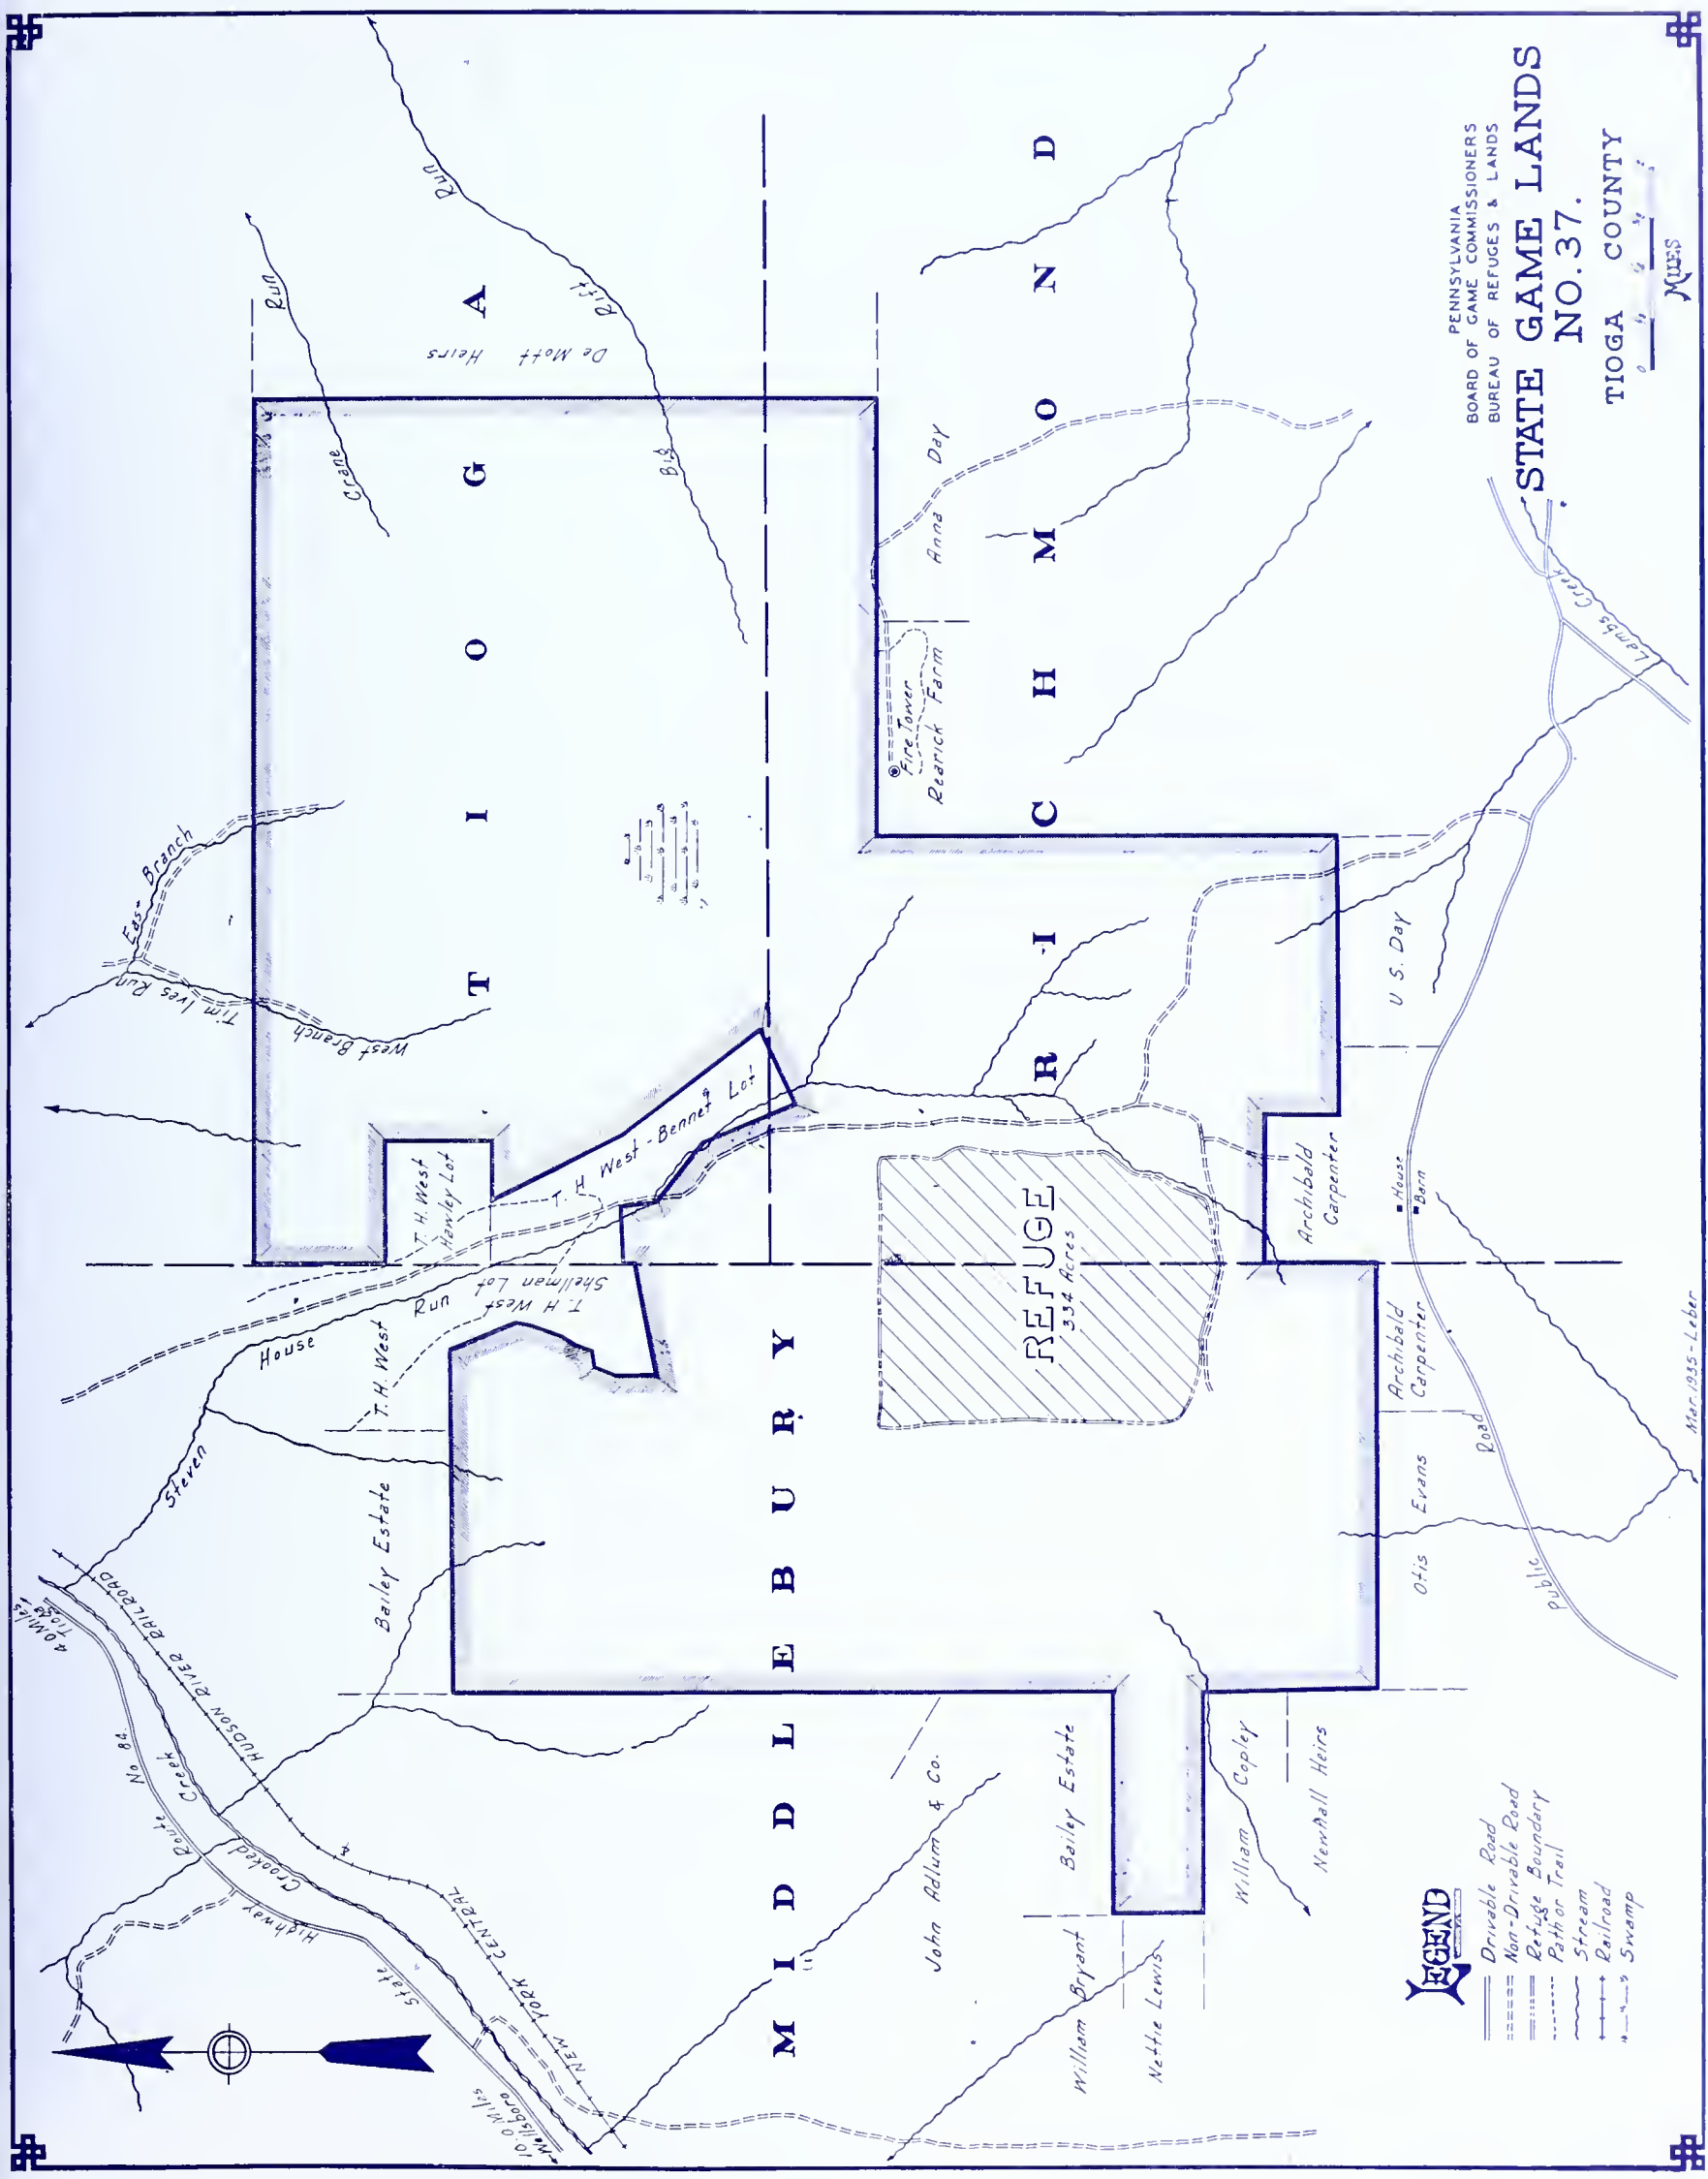 PENNSYLVANIA
BOARD OF GAME COMMISSIONERS
BUREAU OF REFUGES & LANDS
STATE GAME LANDS
NO. 37.
TIOGA COUNTY
MILES
0
TIOGA
MIDDLEBURY
RICHMOND
REFUGE
334 Acres
4.0 Miles
Tioga
State Highway Route No 84
Crooked Creek
NEW YORK CENTRAL HUDSON RIVER RAILROAD
10.0 Miles
Wellsboro
Steven House Run
Bailey Estate
T. H. West
T. H West
Shellman Lot
T. H. West
Hawley Lot
T. H West - Bennet Lot
Tim Ives Run
West Branch
East Branch
Crane Run
Big Rift Run
De Mott Heirs
Anna Day
Fire Tower
Rearick Farm
U S. Day
Archibald
Carpenter
House
Barn
Archibald
Carpenter
Otis Evans
Public Road
Lambs Creek
John Adlum & Co.
Bailey Estate
William Bryant
Nettie Lewis
William Copley
Newhall Heirs
LEGEND
Drivable Road
Non-Drivable Road
Refuge Boundary
Path or Trail
Stream
Railroad
Swamp
Mar. 1935 - Leber